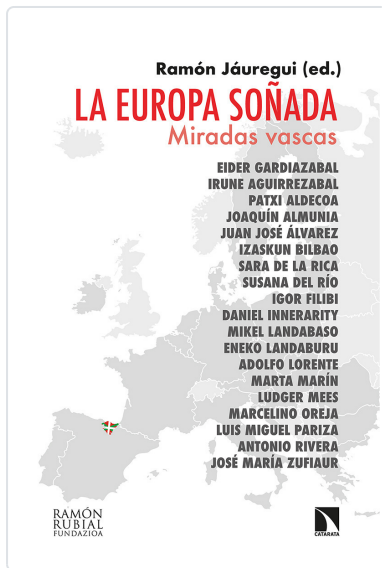 Ramón Jáuregui (ed.)
LA EUROPA SOÑADA
Miradas vascas
EIDER GARDIAZABAL
IRUNE AGUIRREZABAL
PATXI ALDECOA
JOAQUÍN ALMUNIA
JUAN JOSÉ ÁLVAREZ
IZASKUN BILBAO
SARA DE LA RICA
SUSANA DEL RÍO
IGOR FILIBI
DANIEL INNERARITY
MIKEL LANDABASO
ENEKO LANDABURU
ADOLFO LORENTE
MARTA MARÍN
LUDGER MEES
MARCELINO OREJA
LUIS MIGUEL PARIZA
ANTONIO RIVERA
JOSÉ MARÍA ZUFIAUR
RAMÓN
RUBIAL
FUNDAZIOA
CATARATA